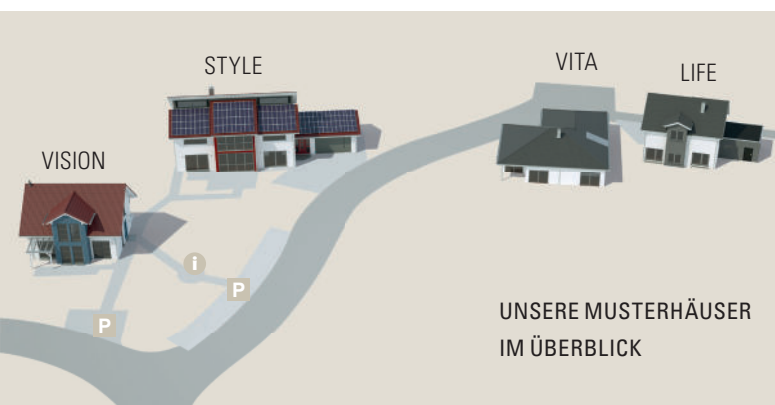 STYLE
VITA
LIFE
VISION
i
P
P
UNSERE MUSTERHÄUSER
IM ÜBERBLICK